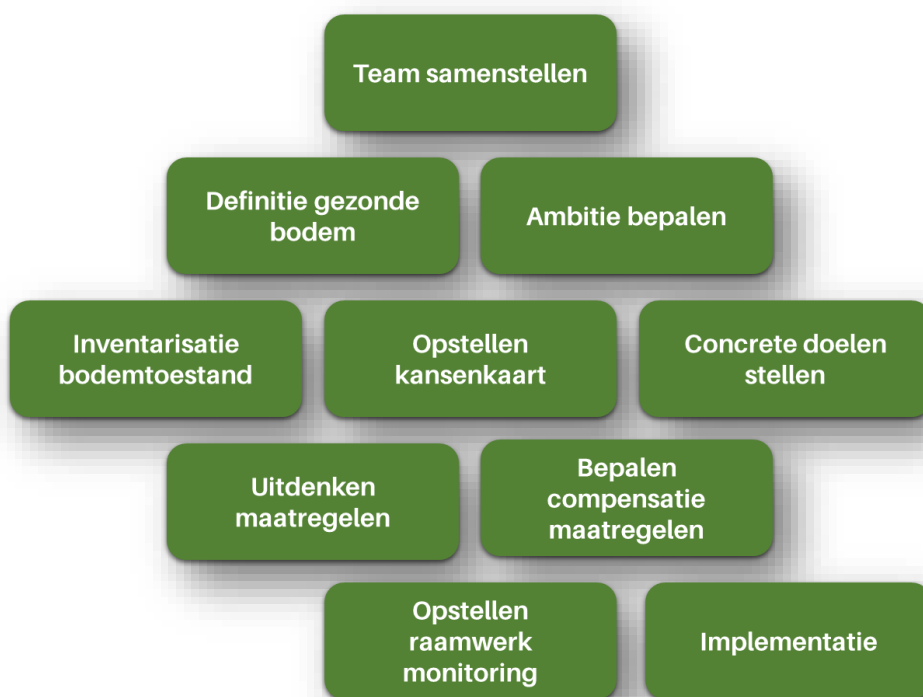 Team samenstellen
Definitie gezonde
bodem
Ambitie bepalen
Inventarisatie
bodemtoestand
Opstellen
kansenkaart
Concrete doelen
stellen
Uitdenken
maatregelen
Bepalen
compensatie
maatregelen
Opstellen
raamwerk
monitoring
Implementatie